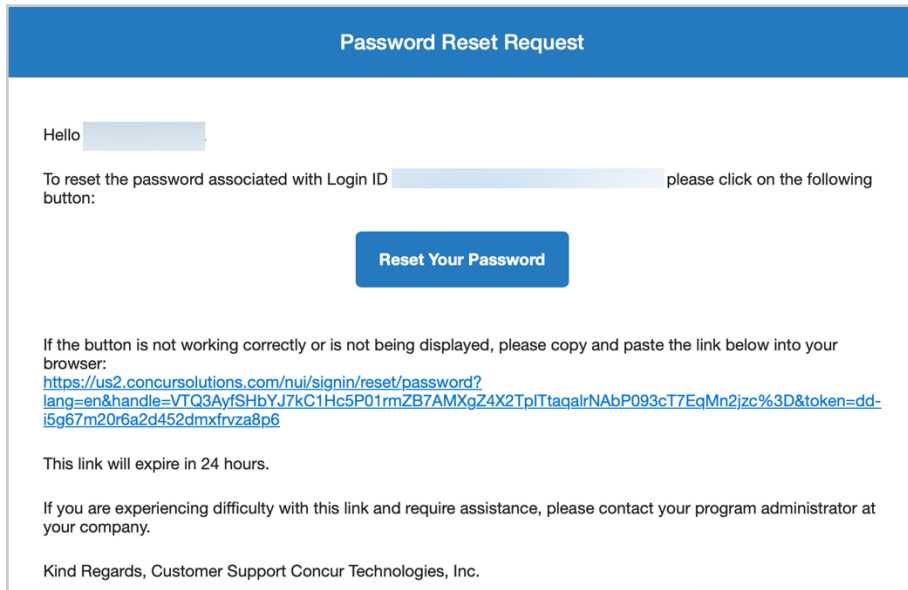 Password Reset Request
Hello
To reset the password associated with Login ID please click on the following
button:
Reset Your Password
If the button is not working correctly or is not being displayed, please copy and paste the link below into your
browser:
https://us2.concursolutions.com/nui/signin/reset/password?
lang=en&handle=VTQ3AyfSHbYJ7kC1Hc5P01rmZB7AMXgZ4X2TplTtaqalrNAbP093cT7EqMn2jzc%3D&token=dd-
i5g67m20r6a2d452dmxfrvza8p6
This link will expire in 24 hours.
If you are experiencing difficulty with this link and require assistance, please contact your program administrator at
your company.
Kind Regards, Customer Support Concur Technologies, Inc.